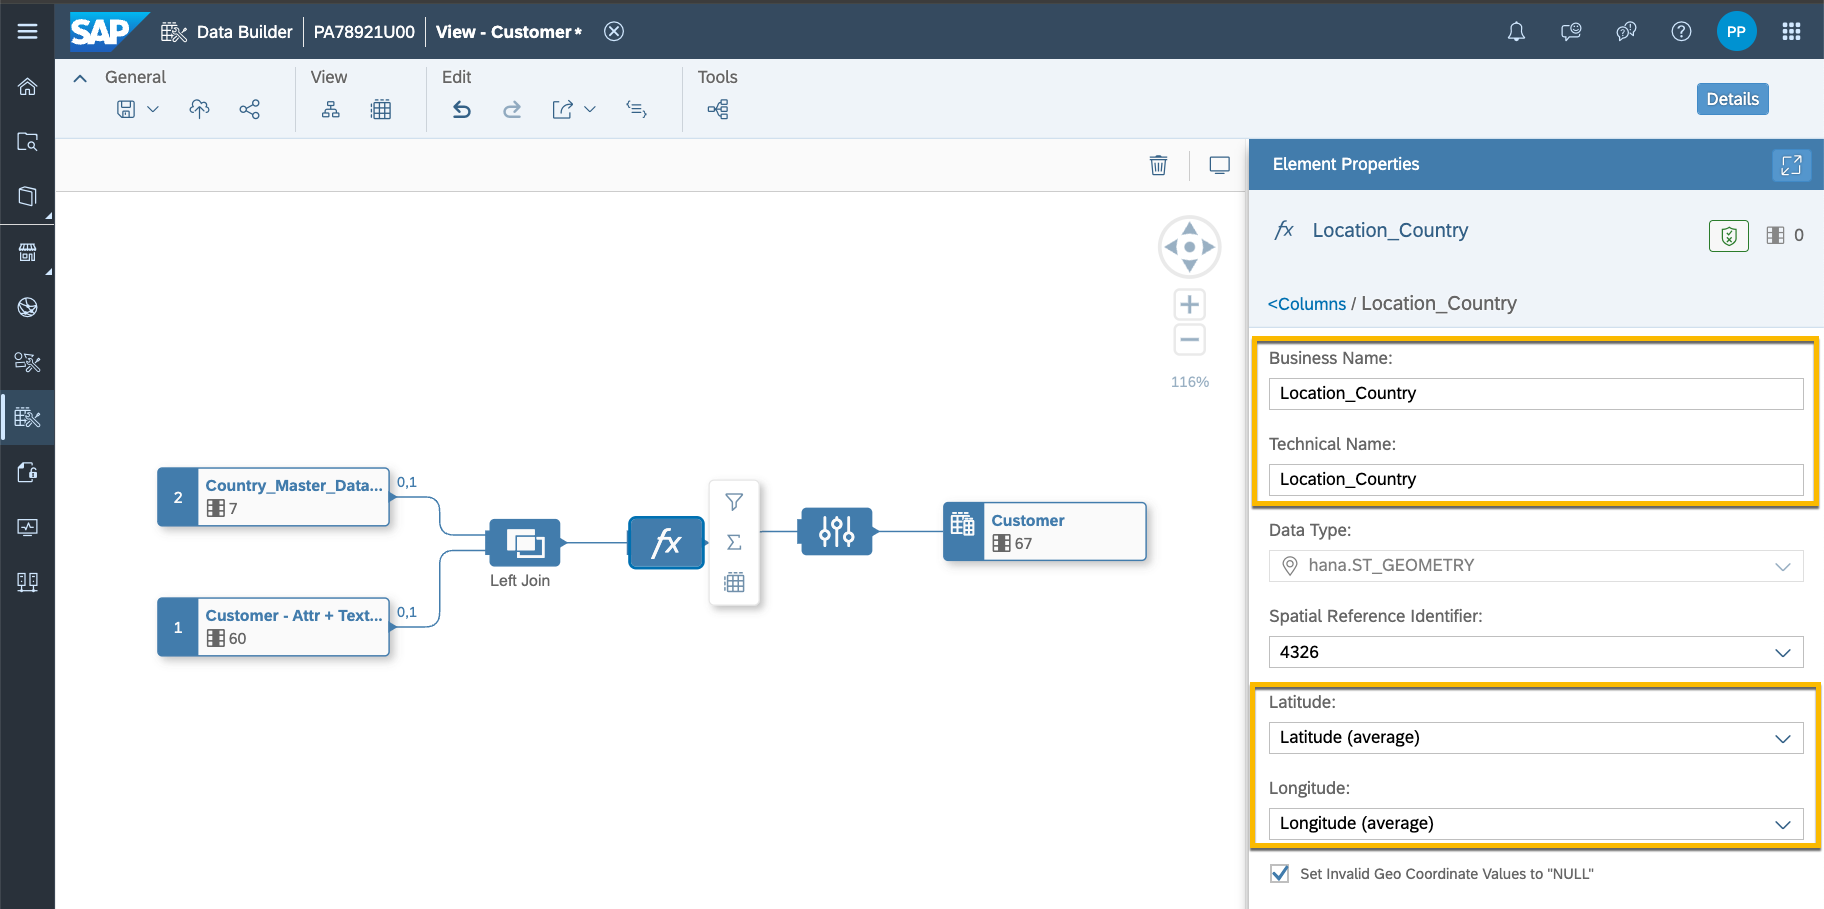 SAP Data Builder PA78921U00 View - Customer* PP
General View Edit Tools
Details
Element Properties
fx Location_Country 0
<Columns / Location_Country
Business Name:
Location_Country
Technical Name:
Location_Country
Data Type:
hana.ST_GEOMETRY
Spatial Reference Identifier:
4326
Latitude:
Latitude (average)
Longitude:
Longitude (average)
Set Invalid Geo Coordinate Values to "NULL"
116%
2 Country_Master_Data... 0,1
7
Left Join
fx
Σ
Customer
67
1 Customer - Attr + Text... 0,1
60